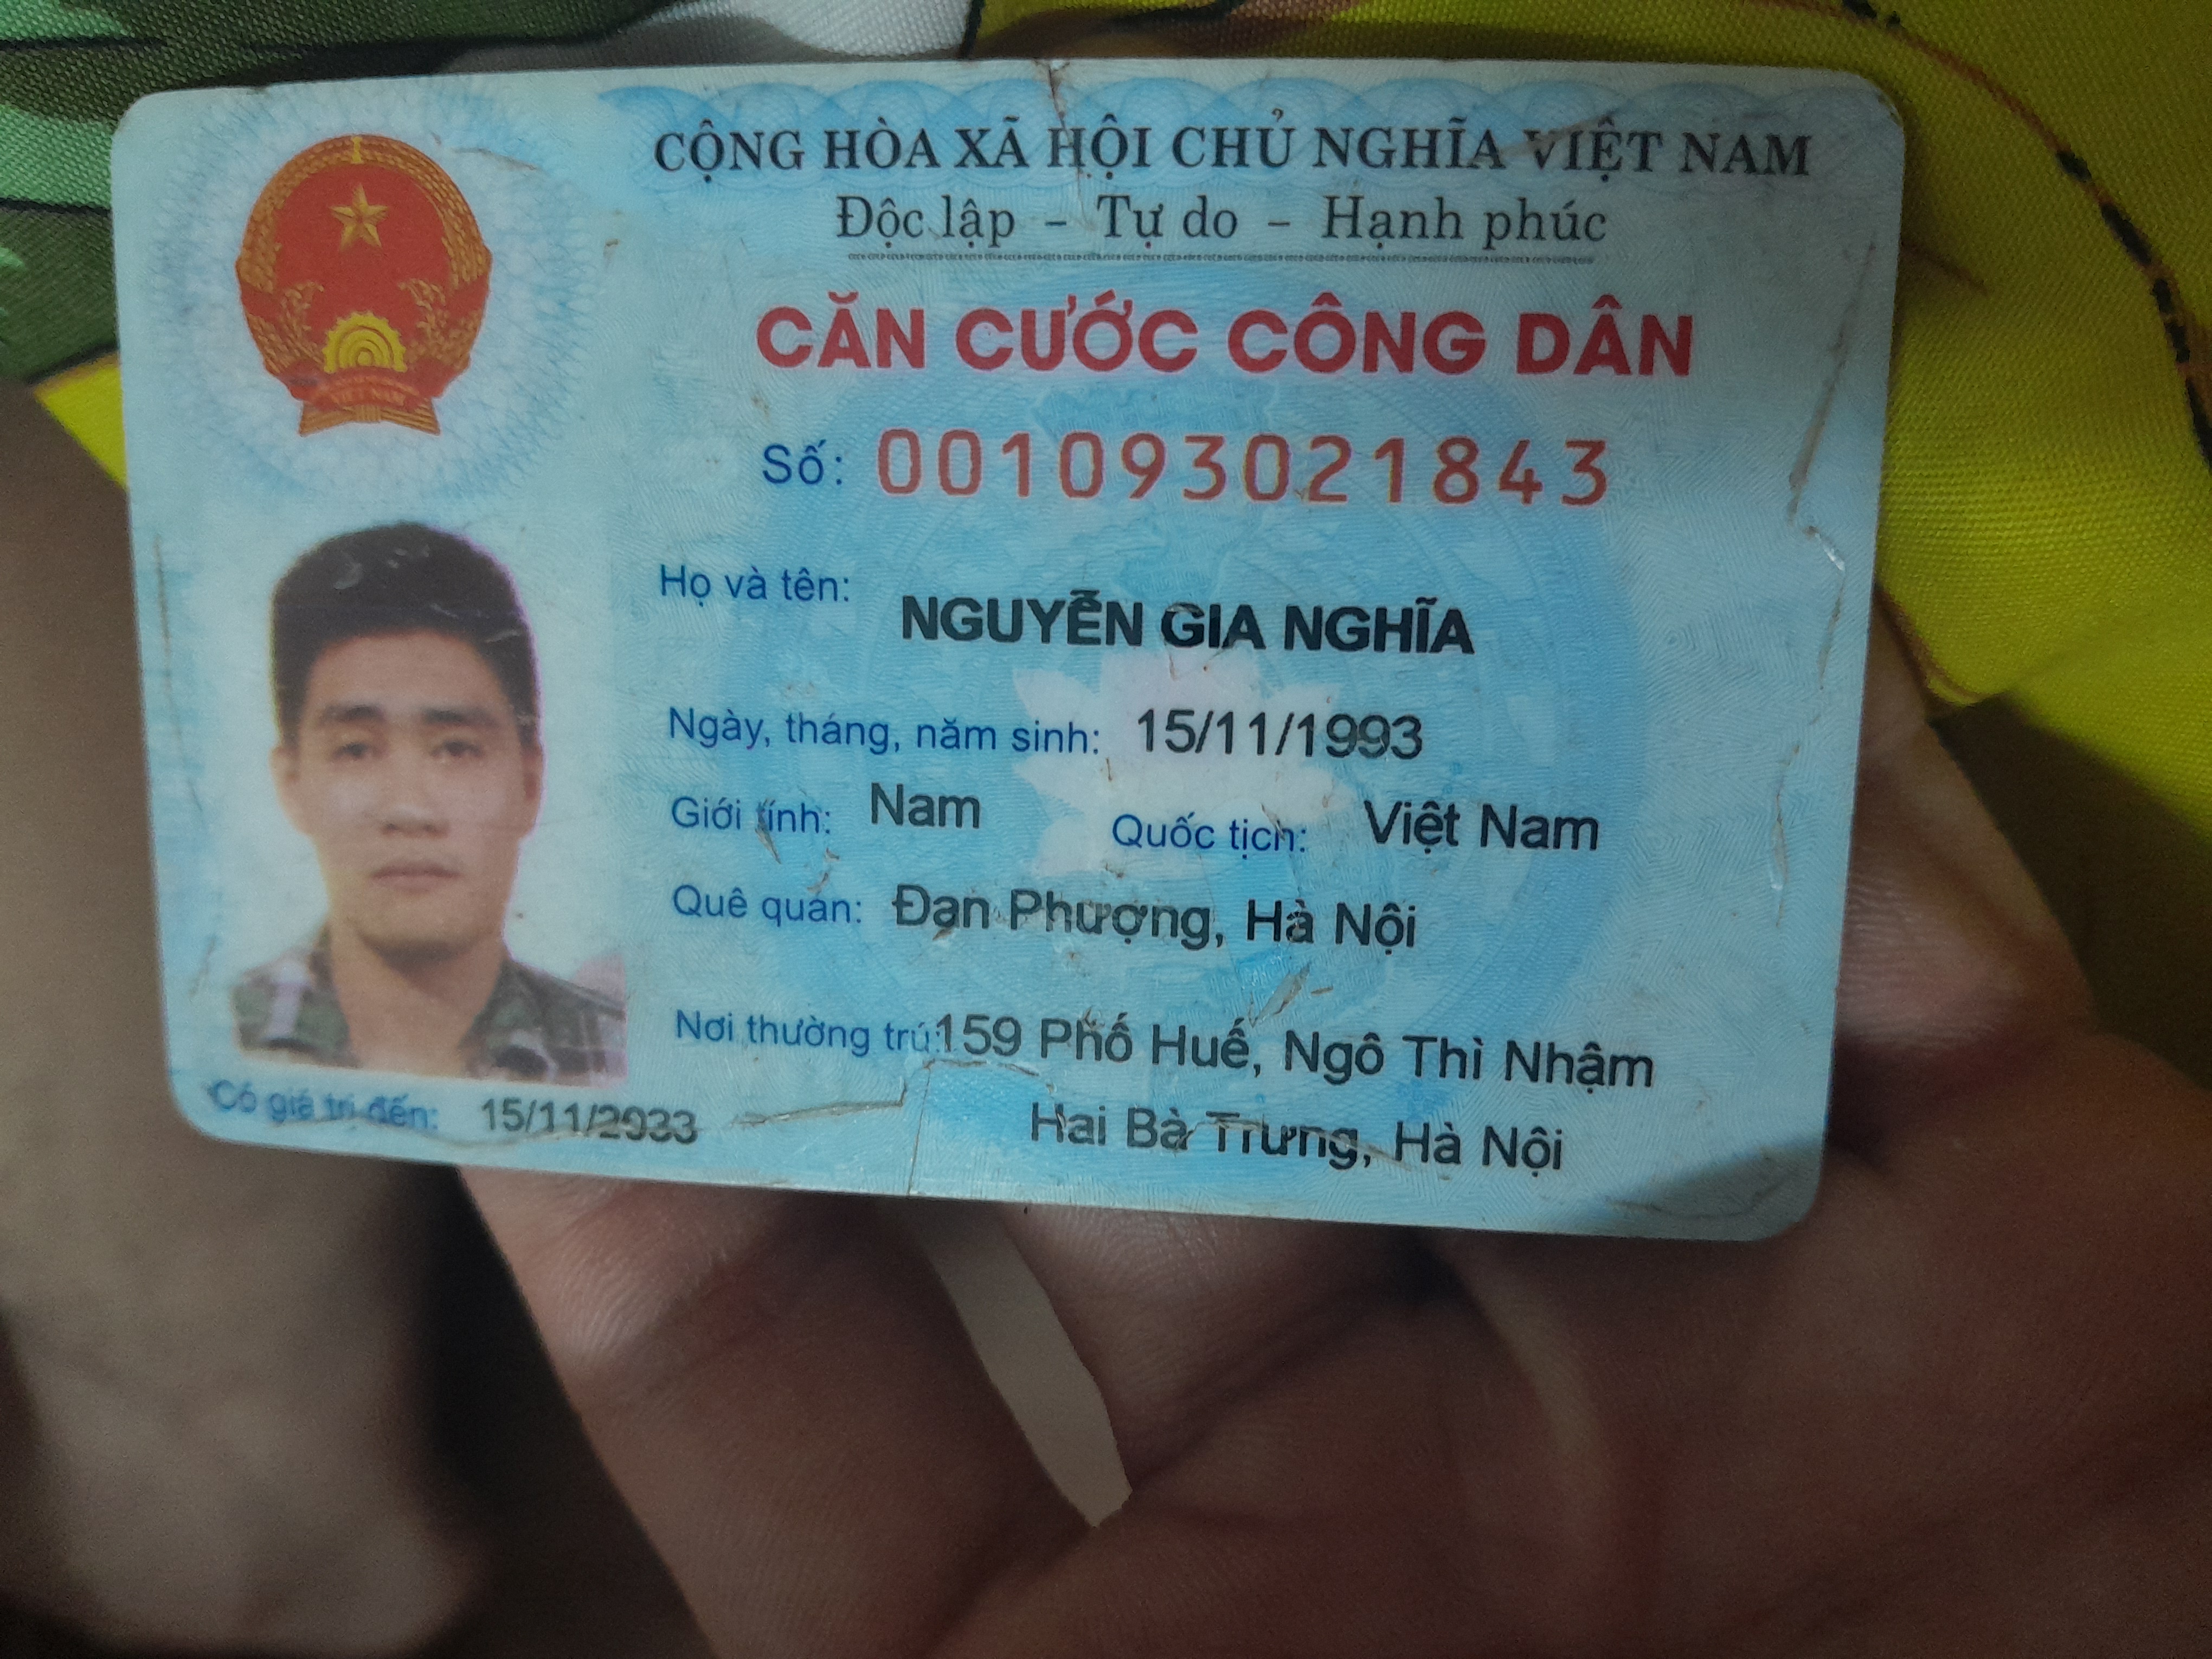 CỘNG HÒA XÃ HỘI CHỦ NGHĨA VIỆT NAM
Độc lập - Tự do - Hạnh phúc
CĂN CƯỚC CÔNG DÂN
Số: 001093021843
Họ và tên: NGUYỄN GIA NGHĨA
Ngày, tháng, năm sinh: 15/11/1993
Giới tính: Nam Quốc tịch: Việt Nam
Quê quán: Đan Phượng, Hà Nội
Nơi thường trú: 159 Phố Huế, Ngô Thì Nhậm
Hai Bà Trưng, Hà Nội
Có giá trị đến: 15/11/2033
VIỆT NAM